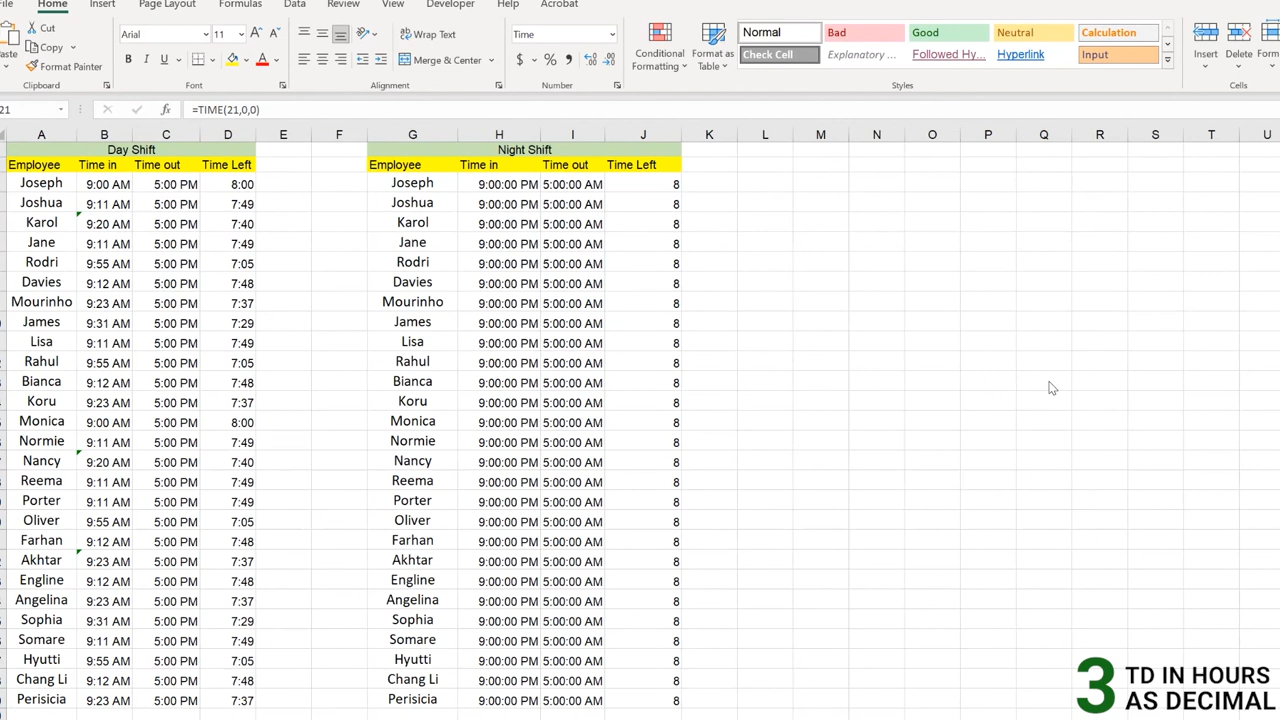 File Home Insert Page Layout Formulas Data Review View Developer Help Acrobat
Cut
Copy
Paste Format Painter
Clipboard
Arial 11
B I U
Font
Wrap Text
Merge & Center
Alignment
Time
$ %
Number
Conditional Formatting
Format as Table
Normal Bad Good Neutral Calculation
Check Cell Explanatory ... Followed Hy... Hyperlink Input
Styles
Insert Delete Form
Cells
21 fx =TIME(21,0,0)
A B C D E F G H I J K L M N O P Q R S T U
Day Shift Night Shift
Employee Time in Time out Time Left Employee Time in Time out Time Left
Joseph 9:00 AM 5:00 PM 8:00 Joseph 9:00:00 PM 5:00:00 AM 8
Joshua 9:11 AM 5:00 PM 7:49 Joshua 9:00:00 PM 5:00:00 AM 8
Karol 9:20 AM 5:00 PM 7:40 Karol 9:00:00 PM 5:00:00 AM 8
Jane 9:11 AM 5:00 PM 7:49 Jane 9:00:00 PM 5:00:00 AM 8
Rodri 9:55 AM 5:00 PM 7:05 Rodri 9:00:00 PM 5:00:00 AM 8
Davies 9:12 AM 5:00 PM 7:48 Davies 9:00:00 PM 5:00:00 AM 8
Mourinho 9:23 AM 5:00 PM 7:37 Mourinho 9:00:00 PM 5:00:00 AM 8
James 9:31 AM 5:00 PM 7:29 James 9:00:00 PM 5:00:00 AM 8
Lisa 9:11 AM 5:00 PM 7:49 Lisa 9:00:00 PM 5:00:00 AM 8
Rahul 9:55 AM 5:00 PM 7:05 Rahul 9:00:00 PM 5:00:00 AM 8
Bianca 9:12 AM 5:00 PM 7:48 Bianca 9:00:00 PM 5:00:00 AM 8
Koru 9:23 AM 5:00 PM 7:37 Koru 9:00:00 PM 5:00:00 AM 8
Monica 9:00 AM 5:00 PM 8:00 Monica 9:00:00 PM 5:00:00 AM 8
Normie 9:11 AM 5:00 PM 7:49 Normie 9:00:00 PM 5:00:00 AM 8
Nancy 9:20 AM 5:00 PM 7:40 Nancy 9:00:00 PM 5:00:00 AM 8
Reema 9:11 AM 5:00 PM 7:49 Reema 9:00:00 PM 5:00:00 AM 8
Porter 9:11 AM 5:00 PM 7:49 Porter 9:00:00 PM 5:00:00 AM 8
Oliver 9:55 AM 5:00 PM 7:05 Oliver 9:00:00 PM 5:00:00 AM 8
Farhan 9:12 AM 5:00 PM 7:48 Farhan 9:00:00 PM 5:00:00 AM 8
Akhtar 9:23 AM 5:00 PM 7:37 Akhtar 9:00:00 PM 5:00:00 AM 8
Engline 9:12 AM 5:00 PM 7:48 Engline 9:00:00 PM 5:00:00 AM 8
Angelina 9:23 AM 5:00 PM 7:37 Angelina 9:00:00 PM 5:00:00 AM 8
Sophia 9:31 AM 5:00 PM 7:29 Sophia 9:00:00 PM 5:00:00 AM 8
Somare 9:11 AM 5:00 PM 7:49 Somare 9:00:00 PM 5:00:00 AM 8
Hyutti 9:55 AM 5:00 PM 7:05 Hyutti 9:00:00 PM 5:00:00 AM 8
Chang Li 9:12 AM 5:00 PM 7:48 Chang Li 9:00:00 PM 5:00:00 AM 8
Perisicia 9:23 AM 5:00 PM 7:37 Perisicia 9:00:00 PM 5:00:00 AM 8
3 TD IN HOURS
AS DECIMAL